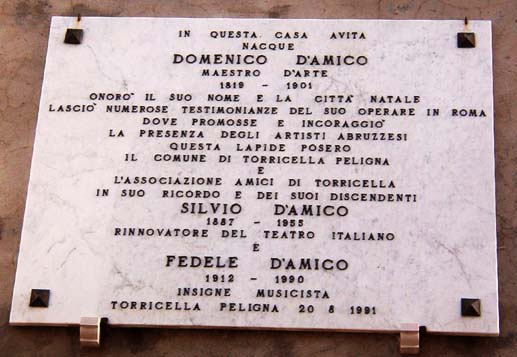 IN QUESTA CASA AVITA
NACQUE
DOMENICO D'AMICO
MAESTRO D'ARTE
1819 - 1901
ONORO' IL SUO NOME E LA CITTA' NATALE
LASCIO' NUMEROSE TESTIMONIANZE DEL SUO OPERARE IN ROMA
DOVE PROMOSSE E INCORAGGIO'
LA PRESENZA DEGLI ARTISTI ABRUZZESI
QUESTA LAPIDE POSERO
IL COMUNE DI TORRICELLA PELIGNA
E
L'ASSOCIAZIONE AMICI DI TORRICELLA
IN SUO RICORDO E DEI SUOI DISCENDENTI
SILVIO D'AMICO
1887 - 1955
RINNOVATORE DEL TEATRO ITALIANO
E
FEDELE D'AMICO
1912 - 1990
INSIGNE MUSICISTA
TORRICELLA PELIGNA 20 8 1991